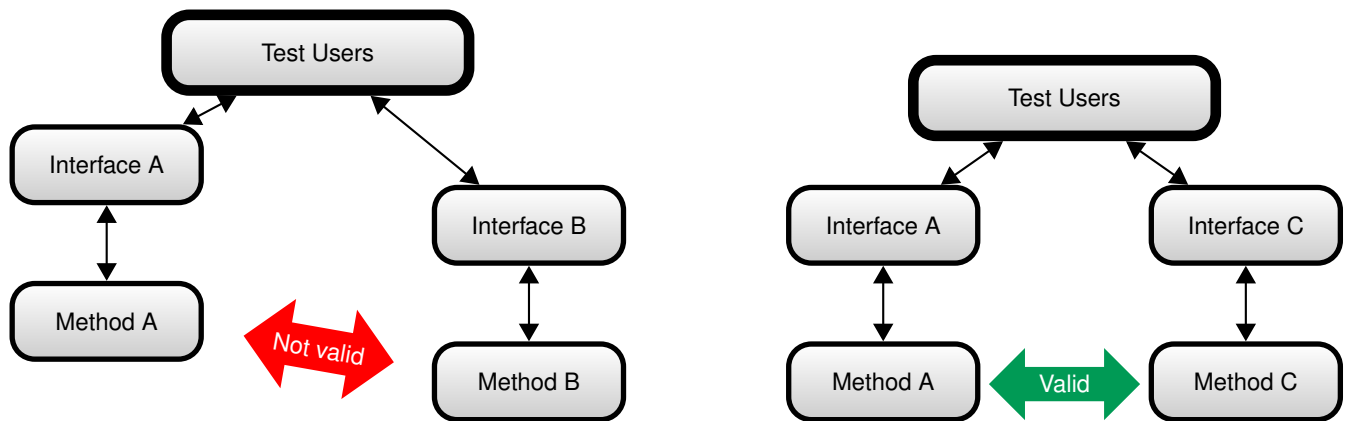 Test Users
Interface A
Interface B
Method A
Not valid
Method B
Test Users
Interface A
Interface C
Method A
Valid
Method C